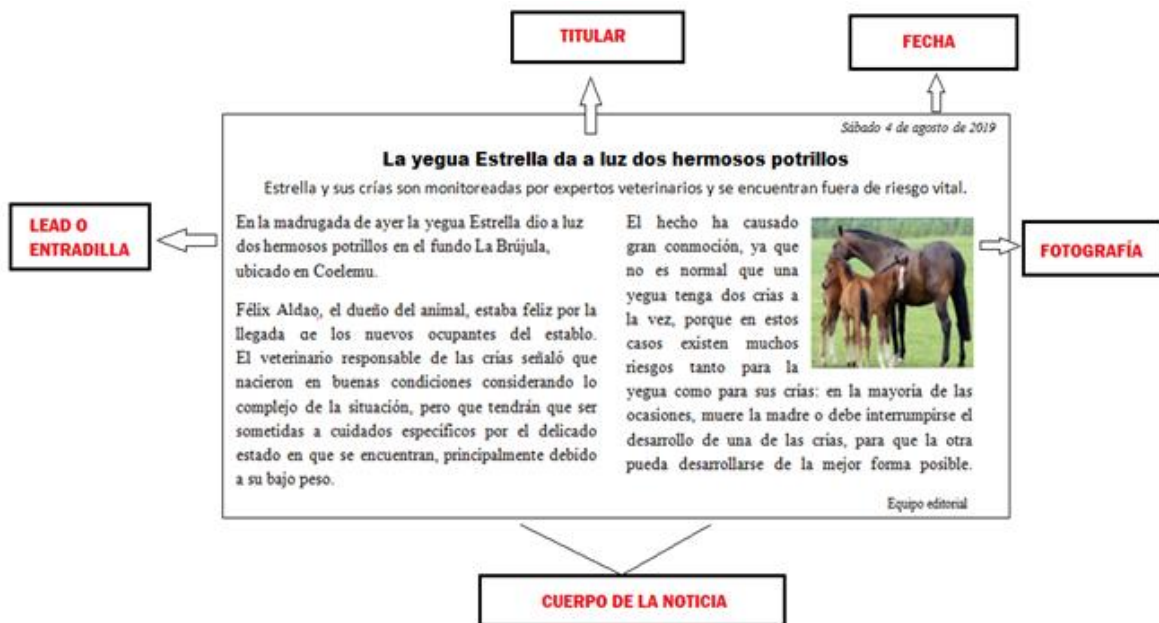 TITULAR
FECHA
Sábado 4 de agosto de 2019
La yegua Estrella da a luz dos hermosos potrillos
Estrella y sus crías son monitoreadas por expertos veterinarios y se encuentran fuera de riesgo vital.
LEAD O
ENTRADILLA
En la madrugada de ayer la yegua Estrella dio a luz
dos hermosos potrillos en el fundo La Brújula,
ubicado en Coelemu.
Félix Aldao, el dueño del animal, estaba feliz por la
llegada de los nuevos ocupantes del establo.
El veterinario responsable de las crías señaló que
nacieron en buenas condiciones considerando lo
complejo de la situación, pero que tendrán que ser
sometidas a cuidados específicos por el delicado
estado en que se encuentran, principalmente debido
a su bajo peso.
El hecho ha causado
gran conmoción, ya que
no es normal que una
yegua tenga dos crías a
la vez, porque en estos
casos existen muchos
riesgos tanto para la
yegua como para sus crías: en la mayoría de las
ocasiones, muere la madre o debe interrumpirse el
desarrollo de una de las crías, para que la otra
pueda desarrollarse de la mejor forma posible.
Equipo editorial
FOTOGRAFÍA
CUERPO DE LA NOTICIA